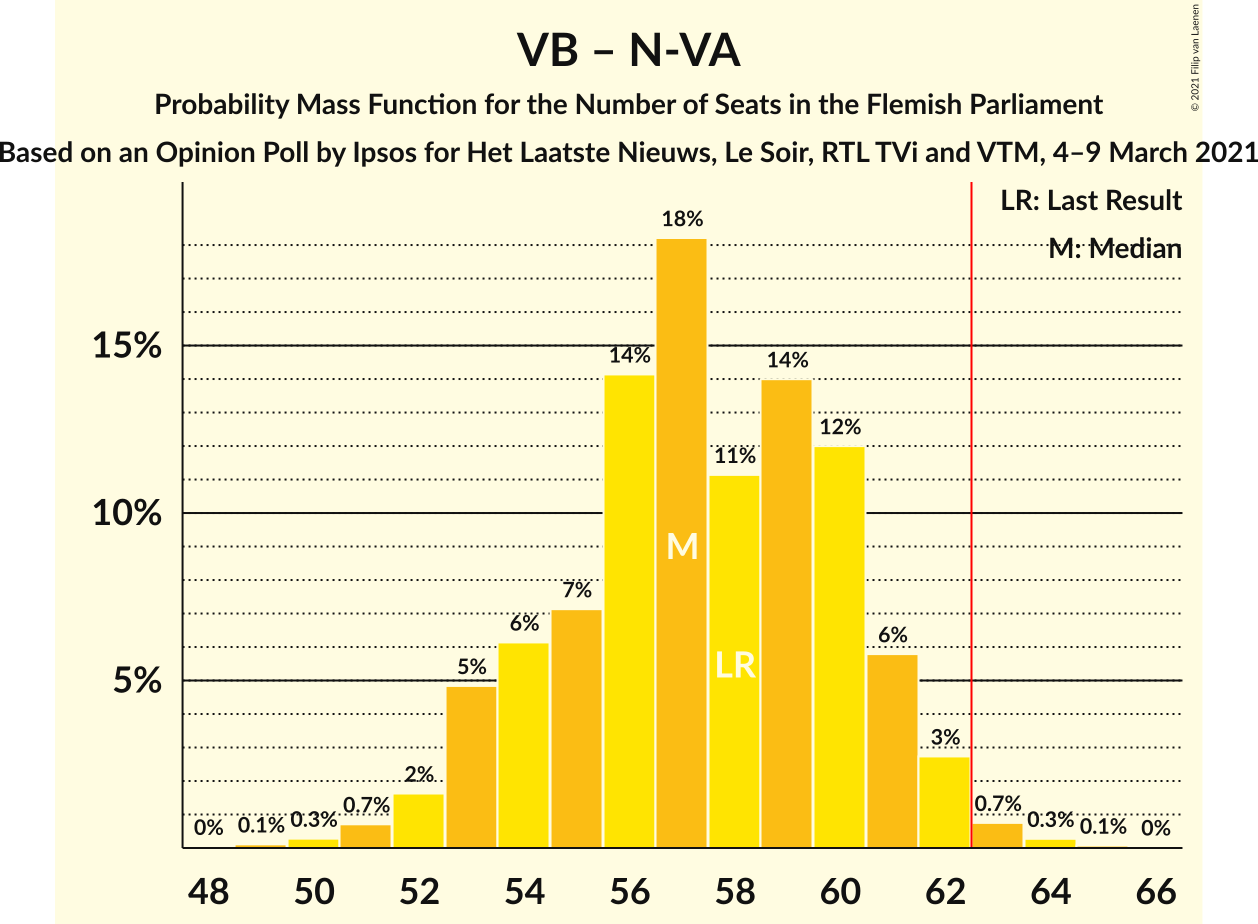 VB – N-VA
Probability Mass Function for the Number of Seats in the Flemish Parliament
Based on an Opinion Poll by Ipsos for Het Laatste Nieuws, Le Soir, RTL TVi and VTM, 4–9 March 2021
© 2021 Filip van Laenen
LR: Last Result
M: Median
15%
10%
5%
0%
0.1%
0.3%
0.7%
2%
5%
6%
7%
14%
18%
11%
14%
12%
6%
3%
0.7%
0.3%
0.1%
0%
M
LR
48 50 52 54 56 58 60 62 64 66